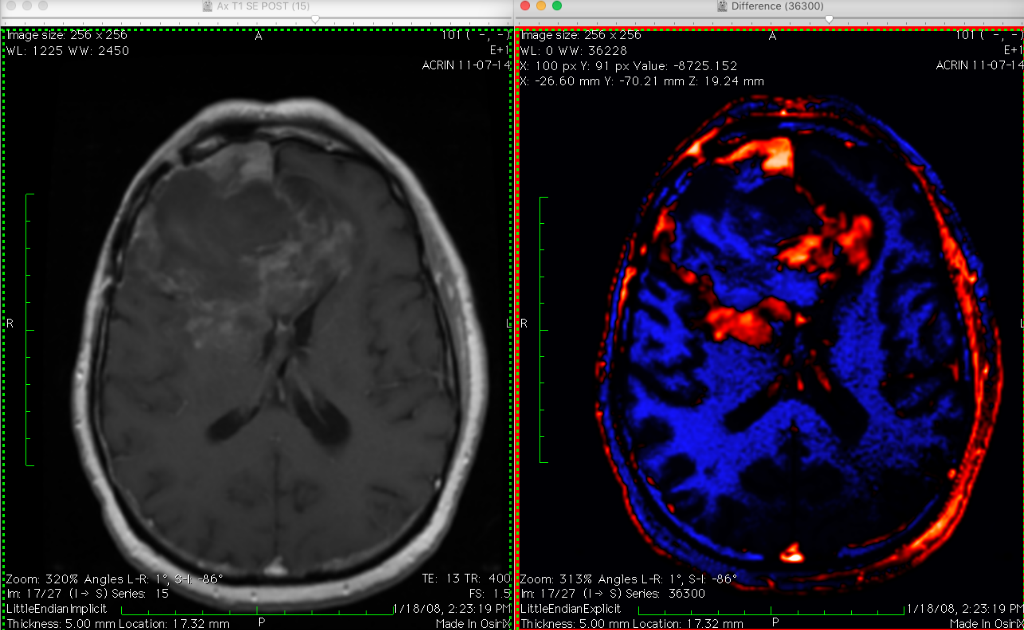 Ax T1 SE POST (15)
Image size: 256 x 256
A
101 ( -, -,
WL: 1225 WW: 2450
E+1
ACRIN 11-07-14
R
L
Zoom: 320% Angles L-R: 1°, S-I: -86°
TE: 13 TR: 400
Im: 17/27 (I -> S) Series: 15
FS: 1.5
LittleEndianImplicit
1/18/08, 2:23:19 PM
Thickness: 5.00 mm Location: 17.32 mm
P
Made In OsiriX
Difference (36300)
Image size: 256 x 256
A
101 ( -, -,
WL: 0 WW: 36228
E+1
X: 100 px Y: 91 px Value: -8725.152
ACRIN 11-07-14
X: -26.60 mm Y: -70.21 mm Z: 19.24 mm
R
L
Zoom: 313% Angles L-R: 1°, S-I: -86°
Im: 17/27 (I -> S) Series: 36300
LittleEndianExplicit
1/18/08, 2:23:19 PM
Thickness: 5.00 mm Location: 17.32 mm
P
Made In OsiriX